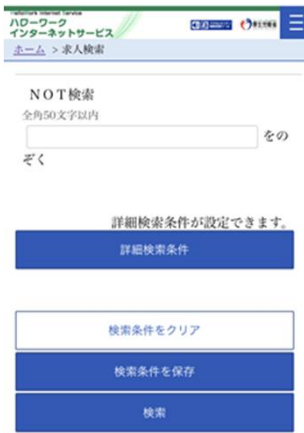 HelloWork Internet Service
ハローワーク
インターネットサービス
ホーム > 求人検索
NOT検索
全角50文字以内
をの
ぞく
詳細検索条件が設定できます。
詳細検索条件
検索条件をクリア
検索条件を保存
検索